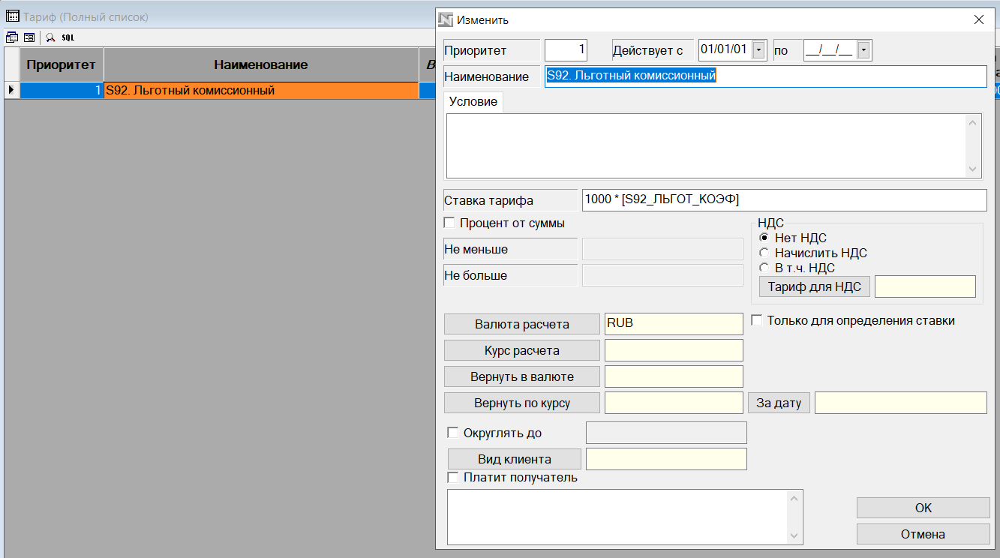 Тариф (Полный список)
SQL
Приоритет Наименование
1 S92. Льготный комиссионный
Изменить
Приоритет 1 Действует с 01/01/01 по __/__/__
Наименование S92. Льготный комиссионный
Условие
Ставка тарифа 1000 * [S92_ЛЬГОТ_КОЭФ]
Процент от суммы
Не меньше
Не больше
НДС
Нет НДС
Начислить НДС
В т.ч. НДС
Тариф для НДС
Валюта расчета RUB
Только для определения ставки
Курс расчета
Вернуть в валюте
Вернуть по курсу За дату
Округлять до
Вид клиента
Платит получатель
OK
Отмена